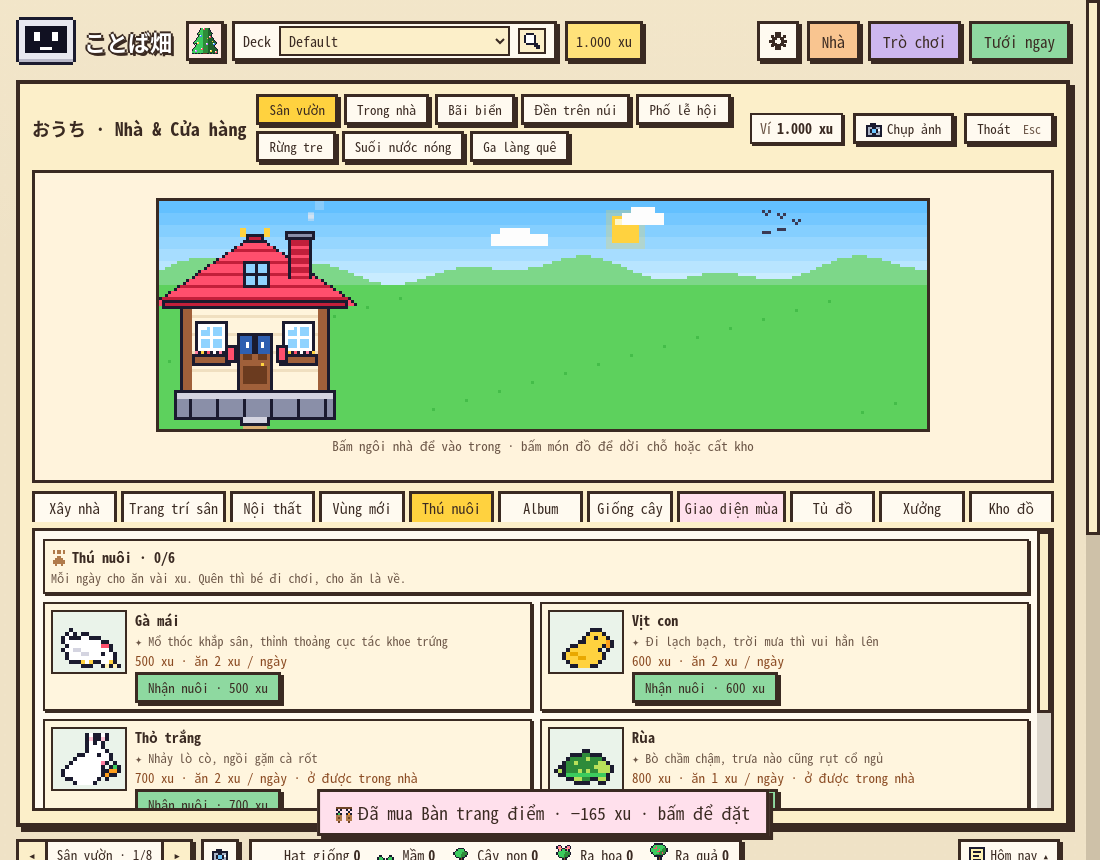 ことば畑 Deck Default 1.000 xu Nhà Trò chơi Tưới ngay
おうち · Nhà & Cửa hàng
Sân vườn Trong nhà Bãi biển Đền trên núi Phố lễ hội
Rừng tre Suối nước nóng Ga làng quê
Ví 1.000 xu Chụp ảnh Thoát Esc
Bấm ngôi nhà để vào trong · bấm món đồ để dời chỗ hoặc cất kho
Xây nhà Trang trí sân Nội thất Vùng mới Thú nuôi Album Giống cây Giao diện mùa Tủ đồ Xưởng Kho đồ
Thú nuôi · 0/6
Mỗi ngày cho ăn vài xu. Quên thì bé đi chơi, cho ăn là về.
Gà mái
✦ Mổ thóc khắp sân, thỉnh thoảng cục tác khoe trứng
500 xu · ăn 2 xu / ngày
Nhận nuôi · 500 xu
Vịt con
✦ Đi lạch bạch, trời mưa thì vui hẳn lên
600 xu · ăn 2 xu / ngày
Nhận nuôi · 600 xu
Thỏ trắng
✦ Nhảy lò cò, ngồi gặm cà rốt
700 xu · ăn 2 xu / ngày · ở được trong nhà
Nhận nuôi · 700 xu
Rùa
✦ Bò chầm chậm, trưa nào cũng rụt cổ ngủ
800 xu · ăn 1 xu / ngày · ở được trong nhà
Đã mua Bàn trang điểm · −165 xu · bấm để đặt
◂ Sân vườn · 1/8 ▸ Hạt giống 0 Mầm 0 Cây non 0 Ra hoa 0 Ra quả 0 Hôm nay ▴